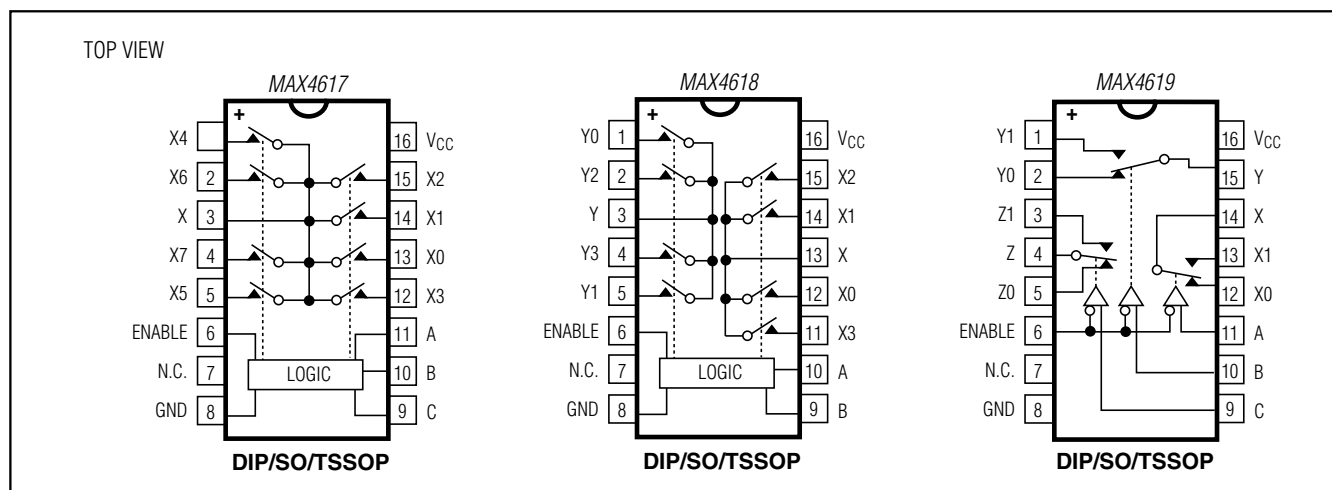 TOP VIEW
MAX4617
+
X4
X6 2
X 3
X7 4
X5 5
ENABLE 6
N.C. 7
GND 8
16 VCC
15 X2
14 X1
13 X0
12 X3
11 A
10 B
9 C
LOGIC
DIP/SO/TSSOP
MAX4618
+
Y0 1
Y2 2
Y 3
Y3 4
Y1 5
ENABLE 6
N.C. 7
GND 8
16 VCC
15 X2
14 X1
13 X
12 X0
11 X3
10 A
9 B
LOGIC
DIP/SO/TSSOP
MAX4619
+
Y1 1
Y0 2
Z1 3
Z 4
Z0 5
ENABLE 6
N.C. 7
GND 8
16 VCC
15 Y
14 X
13 X1
12 X0
11 A
10 B
9 C
DIP/SO/TSSOP